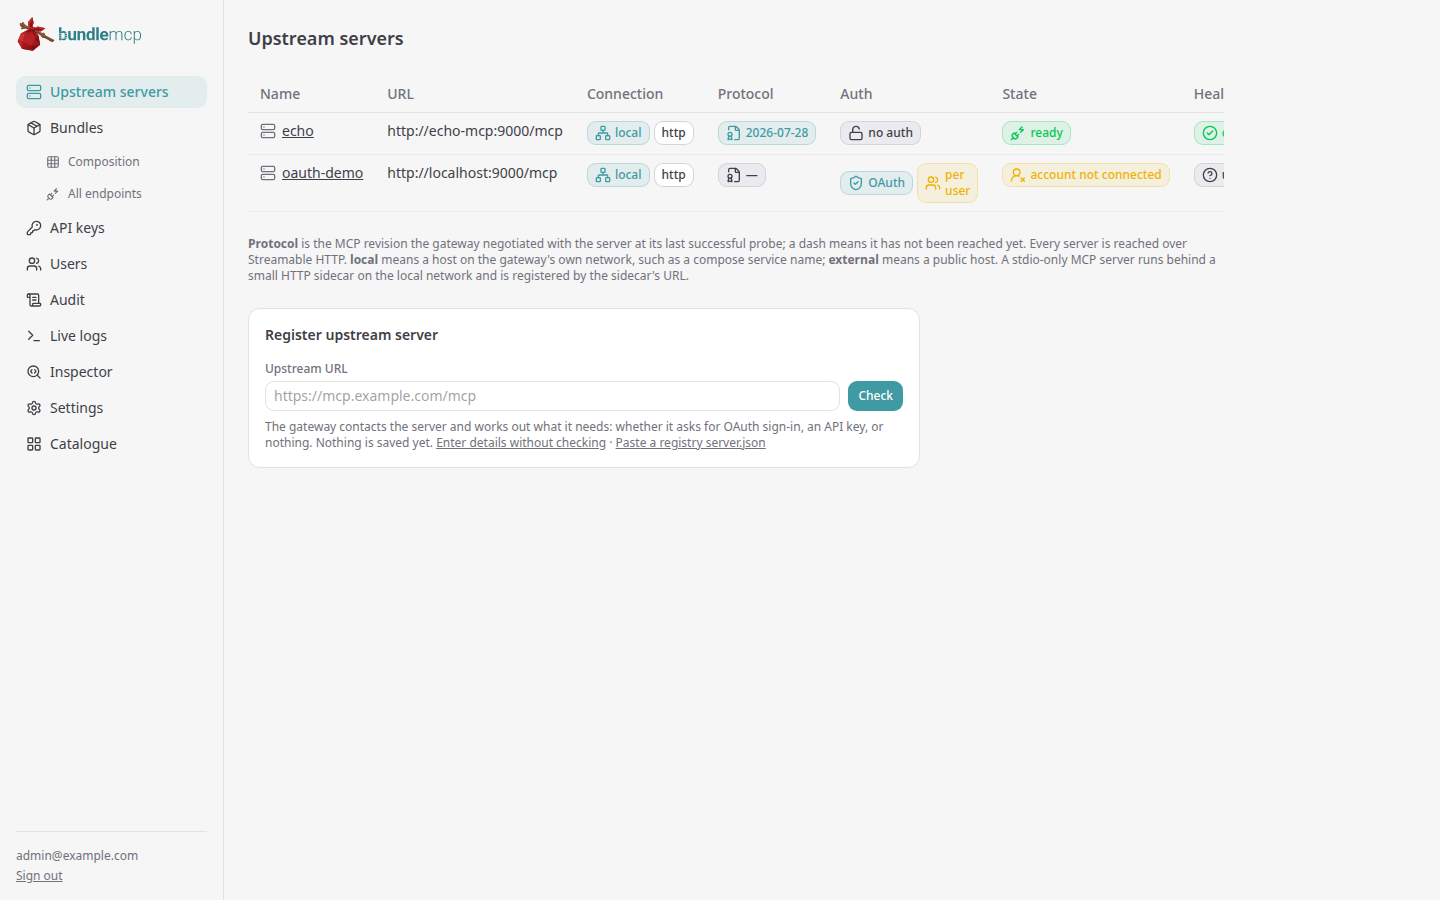 bundlemcp
Upstream servers
Bundles
Composition
All endpoints
API keys
Users
Audit
Live logs
Inspector
Settings
Catalogue
admin@example.com
Sign out
Upstream servers
Name URL Connection Protocol Auth State Heal
echo http://echo-mcp:9000/mcp local http 2026-07-28 no auth ready
oauth-demo http://localhost:9000/mcp local http — OAuth per user account not connected
Protocol is the MCP revision the gateway negotiated with the server at its last successful probe; a dash means it has not been reached yet. Every server is reached over
Streamable HTTP. local means a host on the gateway's own network, such as a compose service name; external means a public host. A stdio-only MCP server runs behind a
small HTTP sidecar on the local network and is registered by the sidecar's URL.
Register upstream server
Upstream URL
https://mcp.example.com/mcp Check
The gateway contacts the server and works out what it needs: whether it asks for OAuth sign-in, an API key, or
nothing. Nothing is saved yet. Enter details without checking · Paste a registry server.json